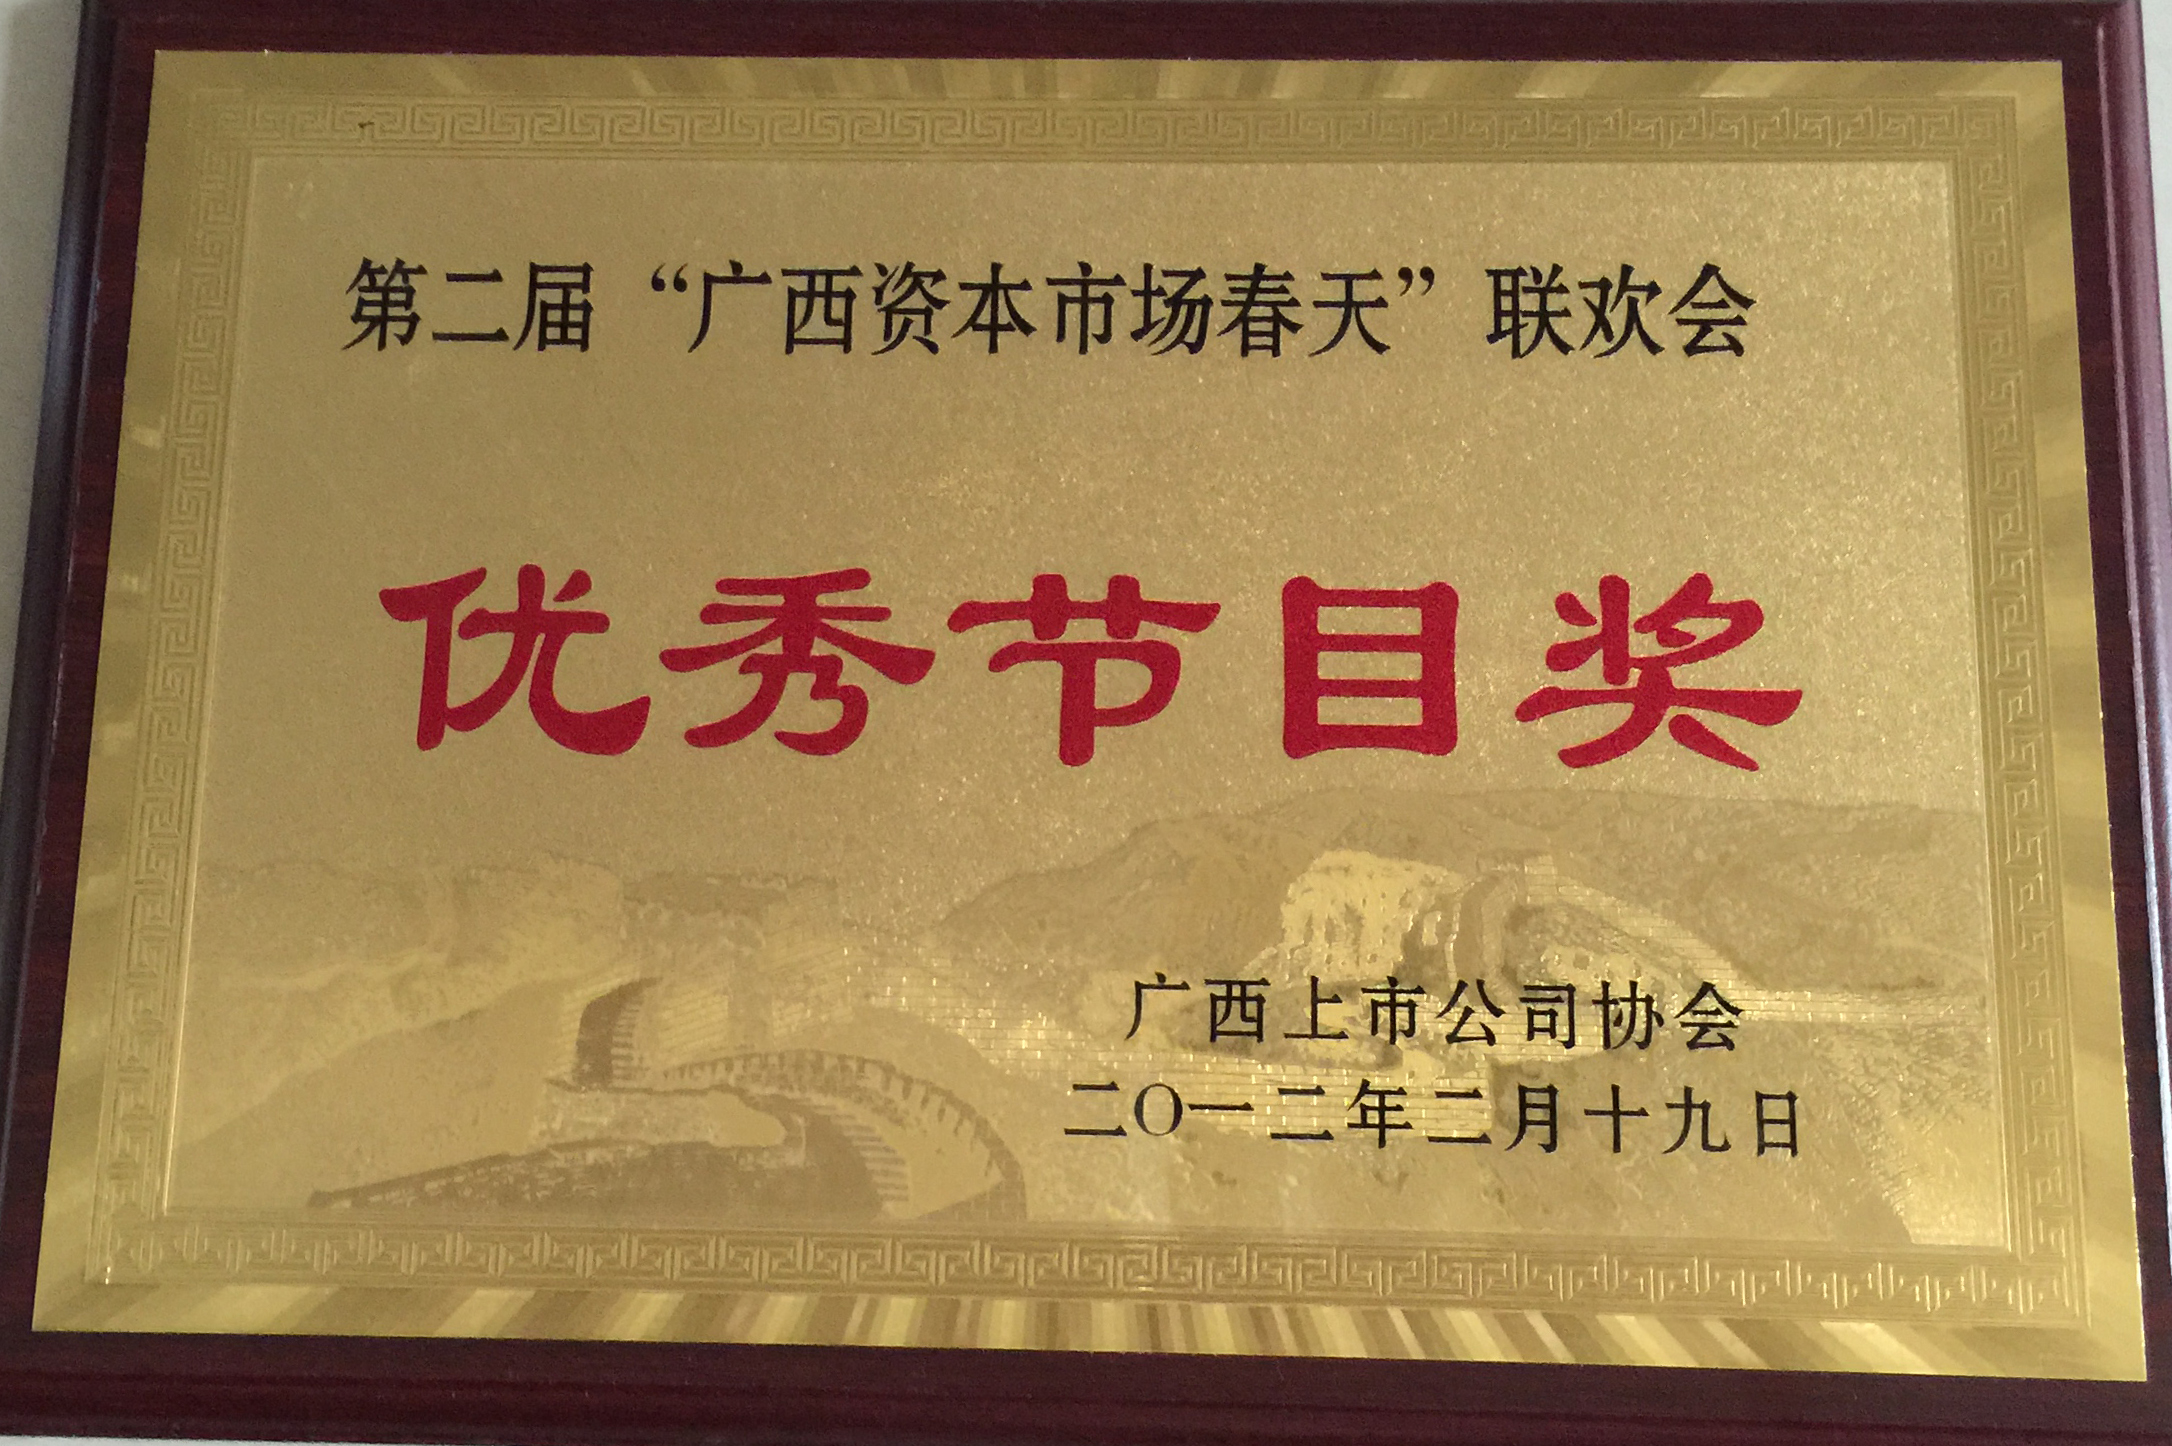 第二届“广西资本市场春天”联欢会
优秀节目奖
广西上市公司协会
二〇一二年二月十九日